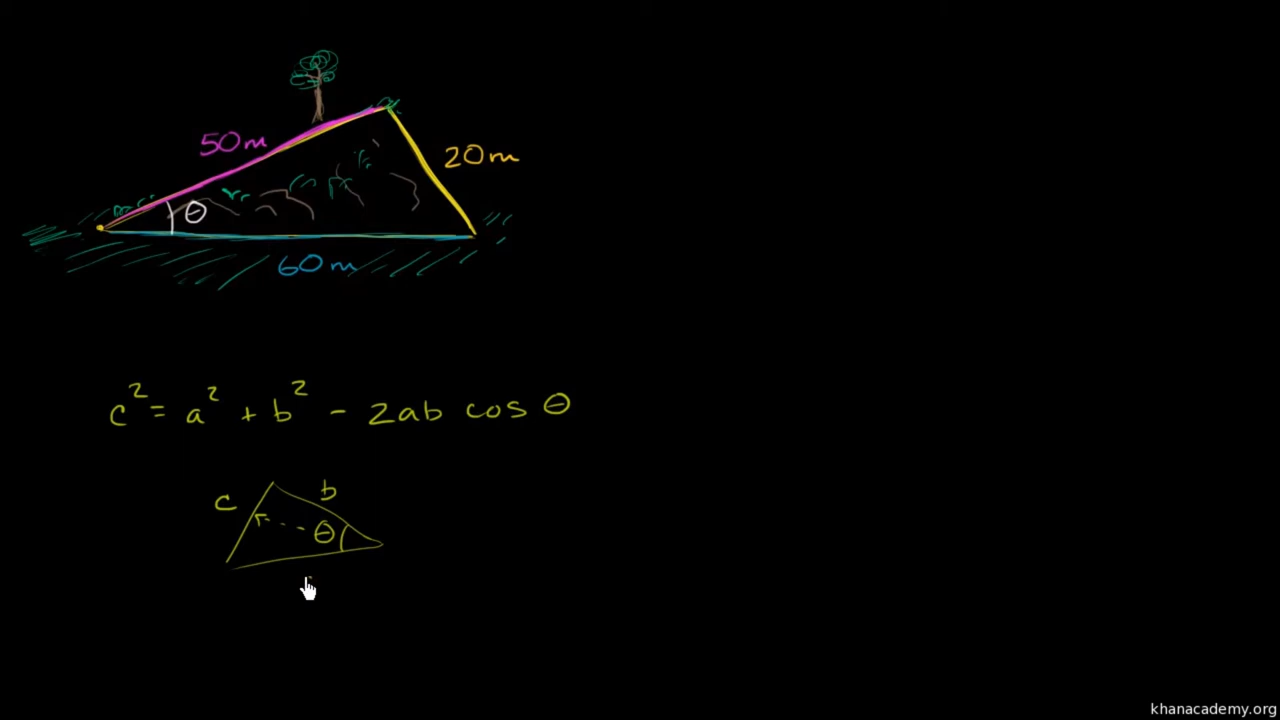 50m
20m
θ
60m
c² = a² + b² - 2ab cos θ
c
b
θ
khanacademy.org